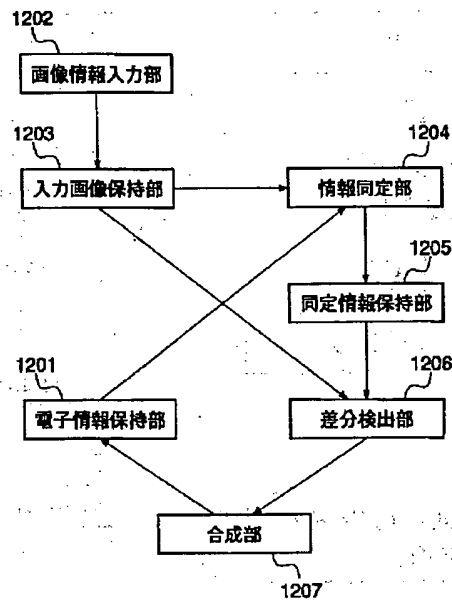 1202
画像情報入力部
1203
入力画像保持部
1204
情報同定部
1205
同定情報保持部
1201
電子情報保持部
1206
差分検出部
合成部
1207